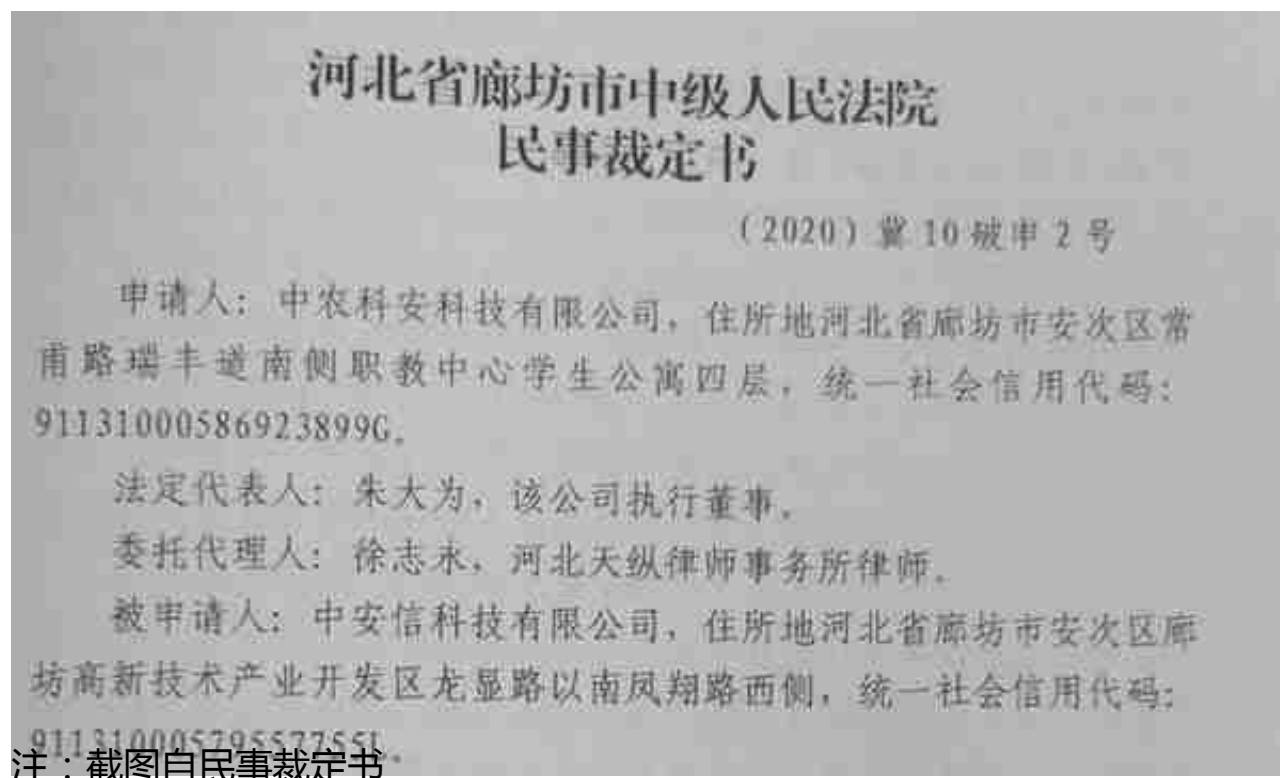 河北省廊坊市中级人民法院
民事裁定书
（2020）冀10破申2号
申请人：中农科安科技有限公司，住所地河北省廊坊市安次区常
甫路瑞丰道南侧职教中心学生公寓四层，统一社会信用代码：
91131000586923899G。
法定代表人：朱大为，该公司执行董事。
委托代理人：徐志永，河北天纵律师事务所律师。
被申请人：中安信科技有限公司，住所地河北省廊坊市安次区廊
坊高新技术产业开发区龙显路以南凤翔路西侧，统一社会信用代码：
91131000579557755L。
注：截图自民事裁定书